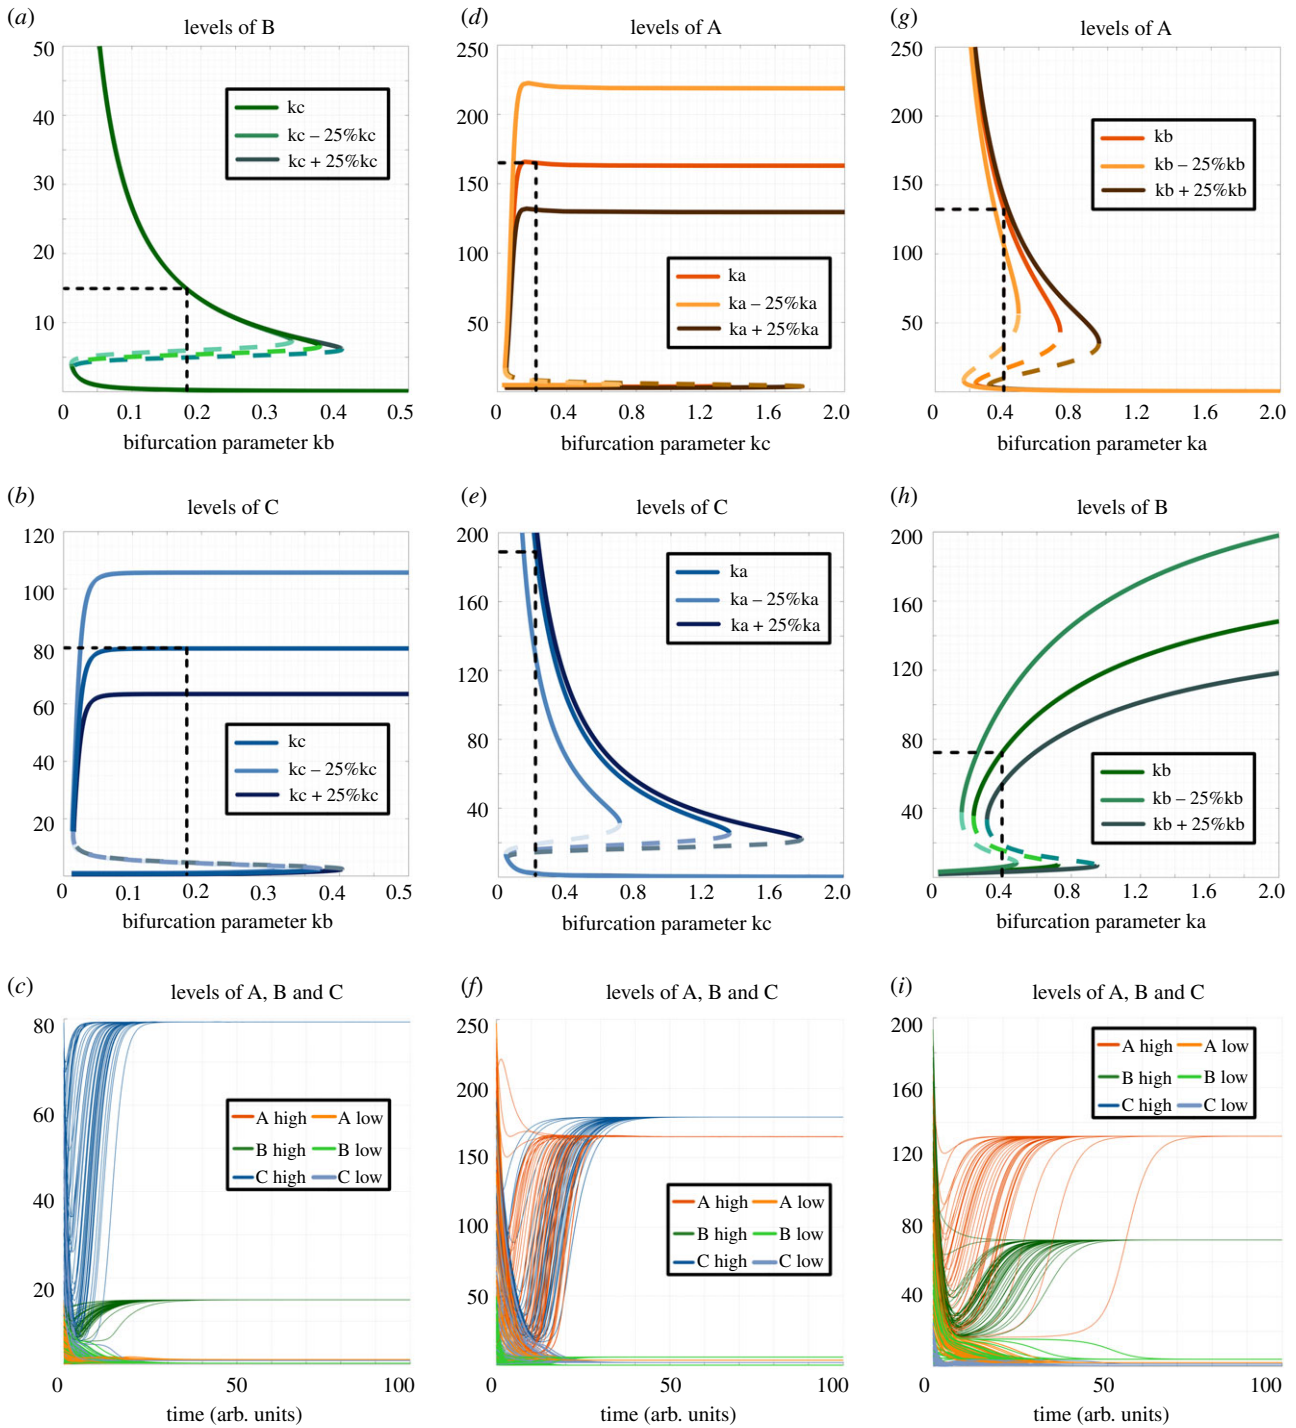 (a)
levels of B
50
40
30
20
10
0
0.1
0.2
0.3
0.4
0.5
kc
kc – 25%kc
kc + 25%kc
bifurcation parameter kb
(d)
levels of A
250
200
150
100
50
0
0.4
0.8
1.2
1.6
2.0
ka
ka – 25%ka
ka + 25%ka
bifurcation parameter kc
(g)
levels of A
250
200
150
100
50
0
0.4
0.8
1.2
1.6
2.0
kb
kb – 25%kb
kb + 25%kb
bifurcation parameter ka
(b)
levels of C
120
100
80
60
40
20
0
0.1
0.2
0.3
0.4
0.5
kc
kc – 25%kc
kc + 25%kc
bifurcation parameter kb
(e)
levels of C
200
180
160
120
80
40
0
0.4
0.8
1.2
1.6
2.0
ka
ka – 25%ka
ka + 25%ka
bifurcation parameter kc
(h)
levels of B
200
160
120
80
40
0
0.4
0.8
1.2
1.6
2.0
kb
kb – 25%kb
kb + 25%kb
bifurcation parameter ka
(c)
levels of A, B and C
80
60
40
20
0
50
100
A high
A low
B high
B low
C high
C low
time (arb. units)
(f)
levels of A, B and C
250
200
150
100
50
0
50
100
A high
A low
B high
B low
C high
C low
time (arb. units)
(i)
levels of A, B and C
200
160
120
80
40
0
50
100
A high
A low
B high
B low
C high
C low
time (arb. units)